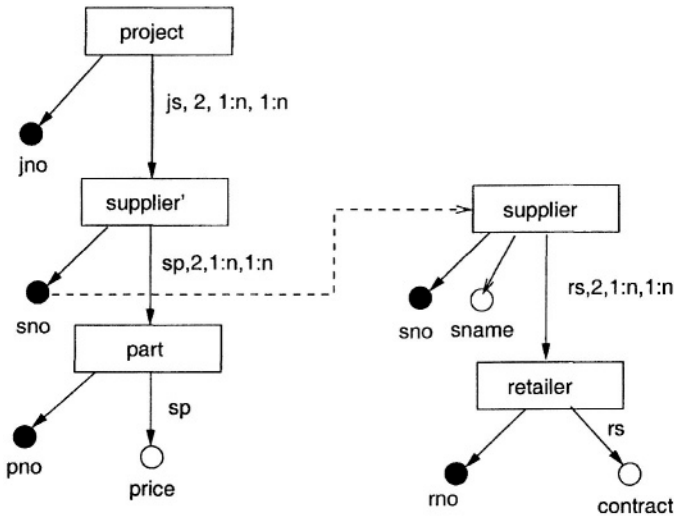 project
js, 2, 1:n, 1:n
jno
supplier'
supplier
sp,2,1:n,1:n
rs,2,1:n,1:n
sno
sno
sname
part
retailer
sp
rs
pno
price
rno
contract